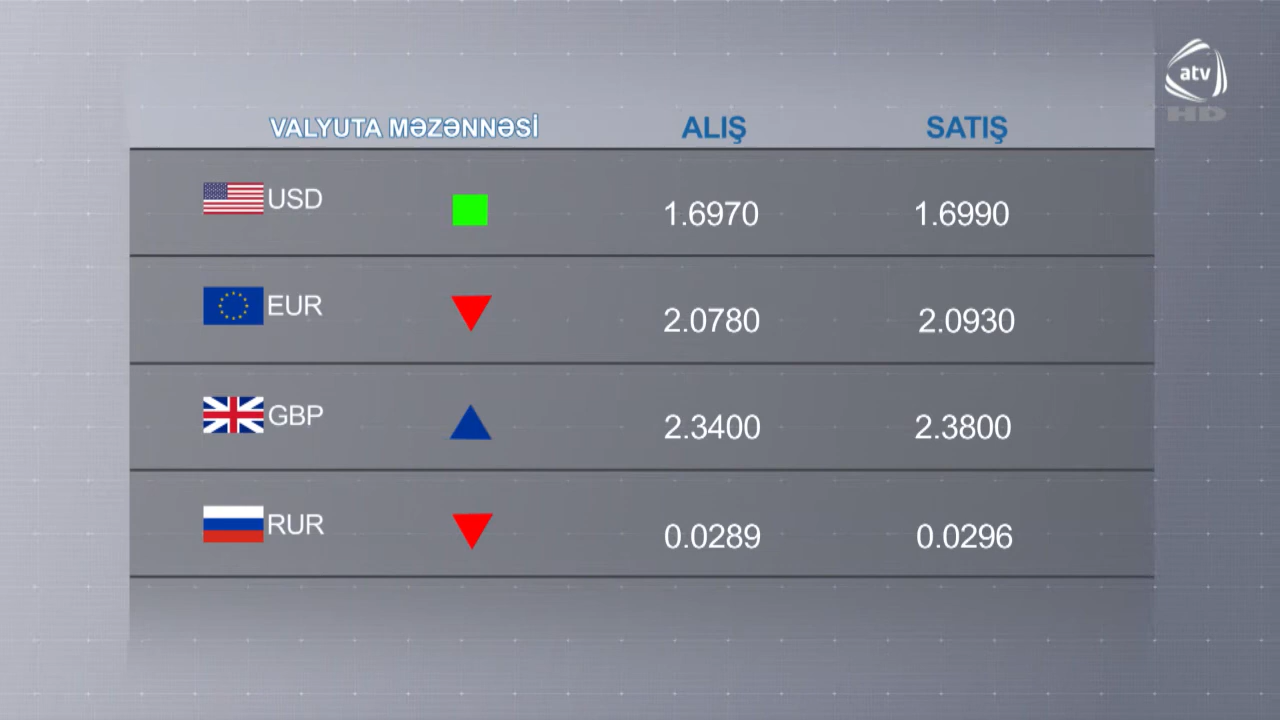 atv
HD
VALYUTA MƏZƏNNƏSİ ALIŞ SATIŞ
USD 1.6970 1.6990
EUR 2.0780 2.0930
GBP 2.3400 2.3800
RUR 0.0289 0.0296